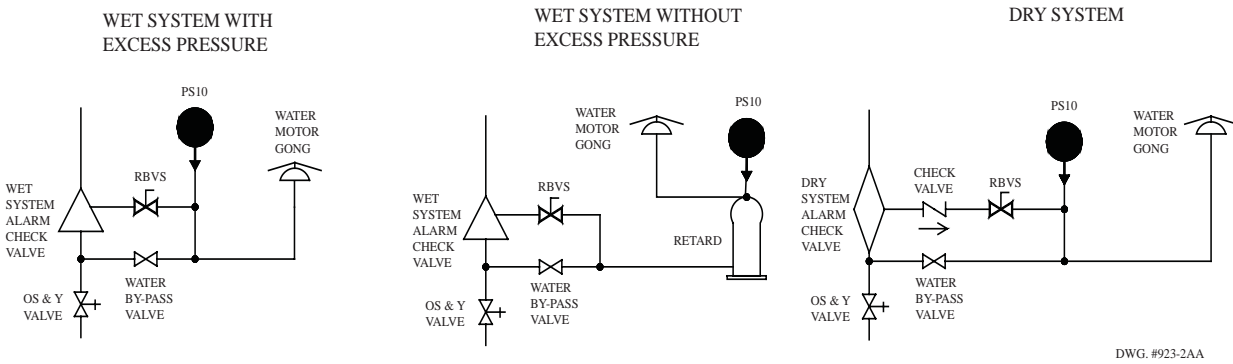 WET SYSTEM WITH
EXCESS PRESSURE
PS10
WATER
MOTOR
GONG
RBVS
WET
SYSTEM
ALARM
CHECK
VALVE
WATER
BY-PASS
VALVE
OS & Y
VALVE
WET SYSTEM WITHOUT
EXCESS PRESSURE
WATER
MOTOR
GONG
PS10
RBVS
WET
SYSTEM
ALARM
CHECK
VALVE
RETARD
WATER
BY-PASS
VALVE
OS & Y
VALVE
DRY SYSTEM
PS10
WATER
MOTOR
GONG
CHECK
VALVE
RBVS
DRY
SYSTEM
ALARM
CHECK
VALVE
WATER
BY-PASS
VALVE
OS & Y
VALVE
DWG. #923-2AA